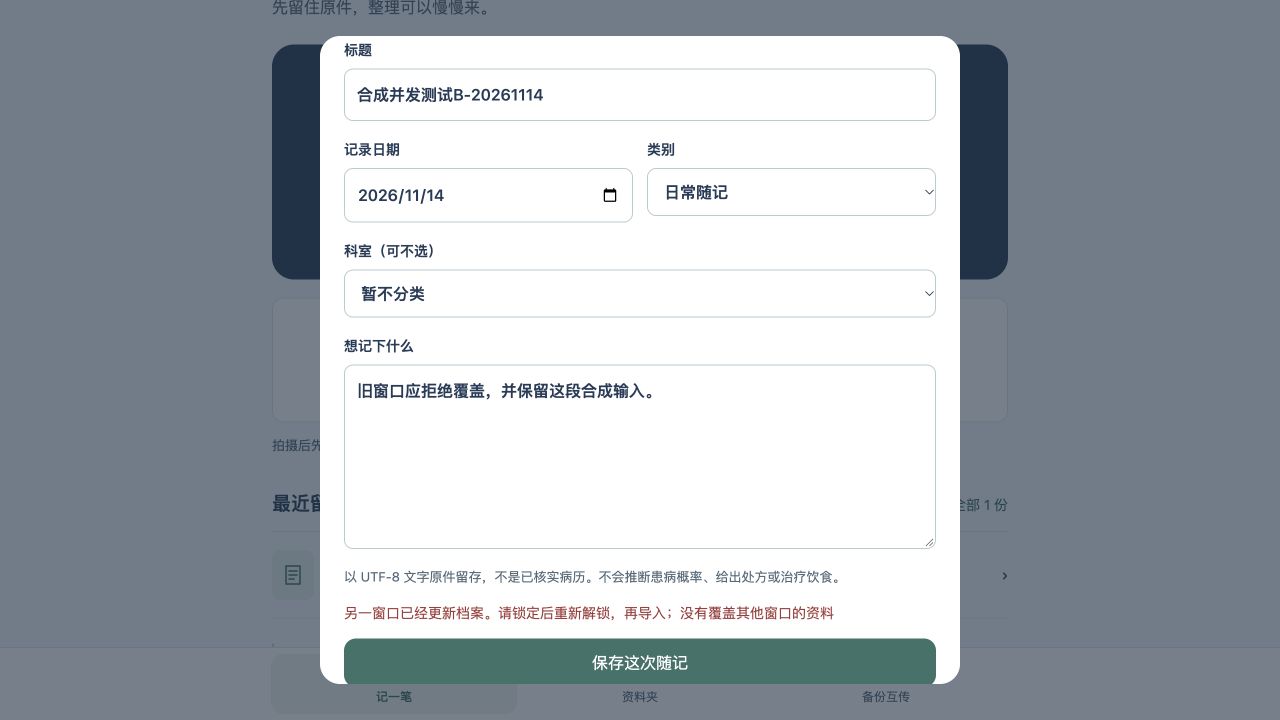 先留住原件，整理可以慢慢来。
标题
合成并发测试B-20261114
记录日期
类别
2026/11/14
日常随记
科室（可不选）
暂不分类
想记下什么
旧窗口应拒绝覆盖，并保留这段合成输入。
拍摄后先
最近留
全部 1 份
以 UTF-8 文字原件留存，不是已核实病历。不会推断患病概率、给出处方或治疗饮食。
另一窗口已经更新档案。请锁定后重新解锁，再导入；没有覆盖其他窗口的资料
保存这次随记
记一笔
资料夹
备份互传